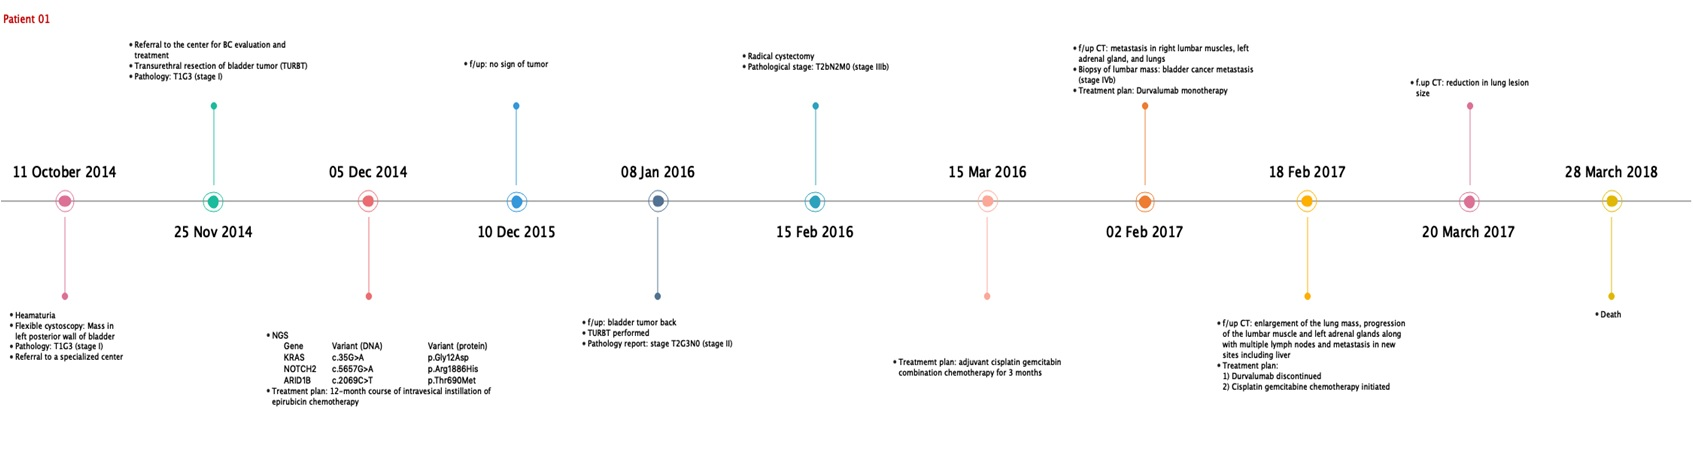 Patient 01
11 October 2014
• Heamaturia
• Flexible cystoscopy: Mass in
left posterior wall of bladder
• Pathology: T1G3 (stage I)
• Referral to a specialized center
• Referral to the center for BC evaluation and
treatment
• Transurethral resection of bladder tumor (TURBT)
• Pathology: T1G3 (stage I)
25 Nov 2014
05 Dec 2014
• NGS
Gene Variant (DNA) Variant (protein)
KRAS c.35G>A p.Gly12Asp
NOTCH2 c.5657G>A p.Arg1886His
ARID1B c.2069C>T p.Thr690Met
• Treatment plan: 12-month course of intravesical instillation of
epirubicin chemotherapy
• f/up: no sign of tumor
10 Dec 2015
08 Jan 2016
• f/up: bladder tumor back
• TURBT performed
• Pathology report: stage T2G3N0 (stage II)
• Radical cystectomy
• Pathological stage: T2bN2M0 (stage IIIb)
15 Feb 2016
15 Mar 2016
• Treatmemt plan: adjuvant cisplatin gemcitabin
combination chemotherapy for 3 months
• f/up CT: metastasis in right lumbar muscles, left
adrenal gland, and lungs
• Biopsy of lumbar mass: bladder cancer metastasis
(stage IVb)
• Treatment plan: Durvalumab monotherapy
02 Feb 2017
18 Feb 2017
• f/up CT: enlargement of the lung mass, progression
of the lumbar muscle and left adrenal glands along
with multiple lymph nodes and metastasis in new
sites including liver
• Treatment plan:
1) Durvalumab discontinued
2) Cisplatin gemcitabine chemotherapy initiated
• f.up CT: reduction in lung lesion
size
20 March 2017
28 March 2018
• Death